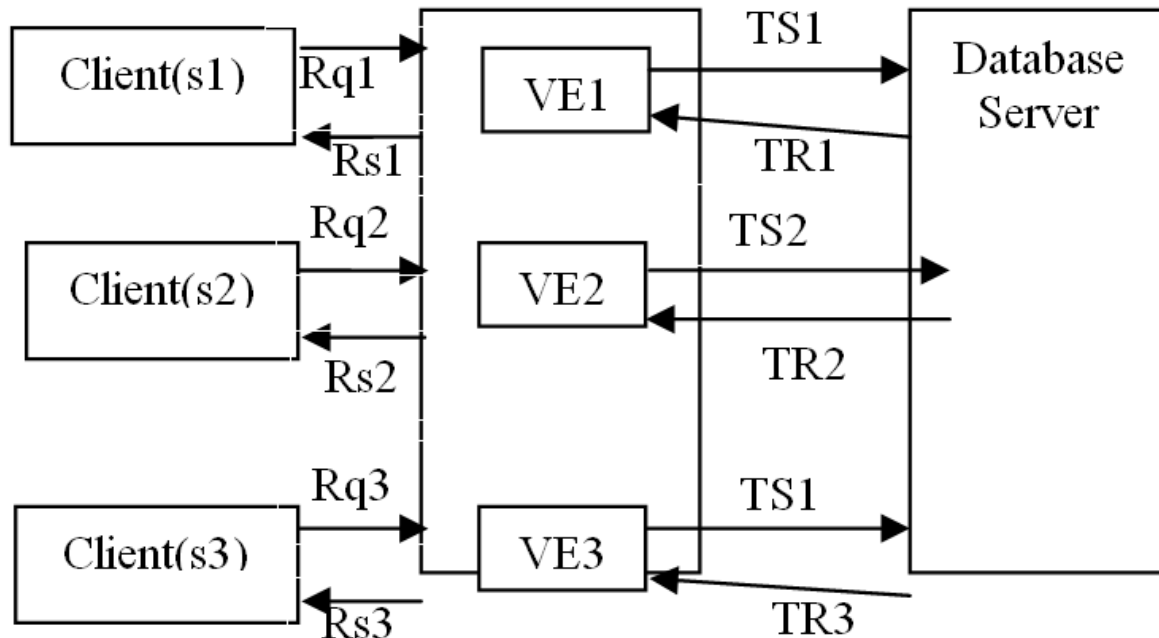 TS1
Client(s1)
Rq1
VE1
Database
Server
Rs1
TR1
Rq2
TS2
Client(s2)
VE2
Rs2
TR2
Rq3
TS1
Client(s3)
VE3
Rs3
TR3